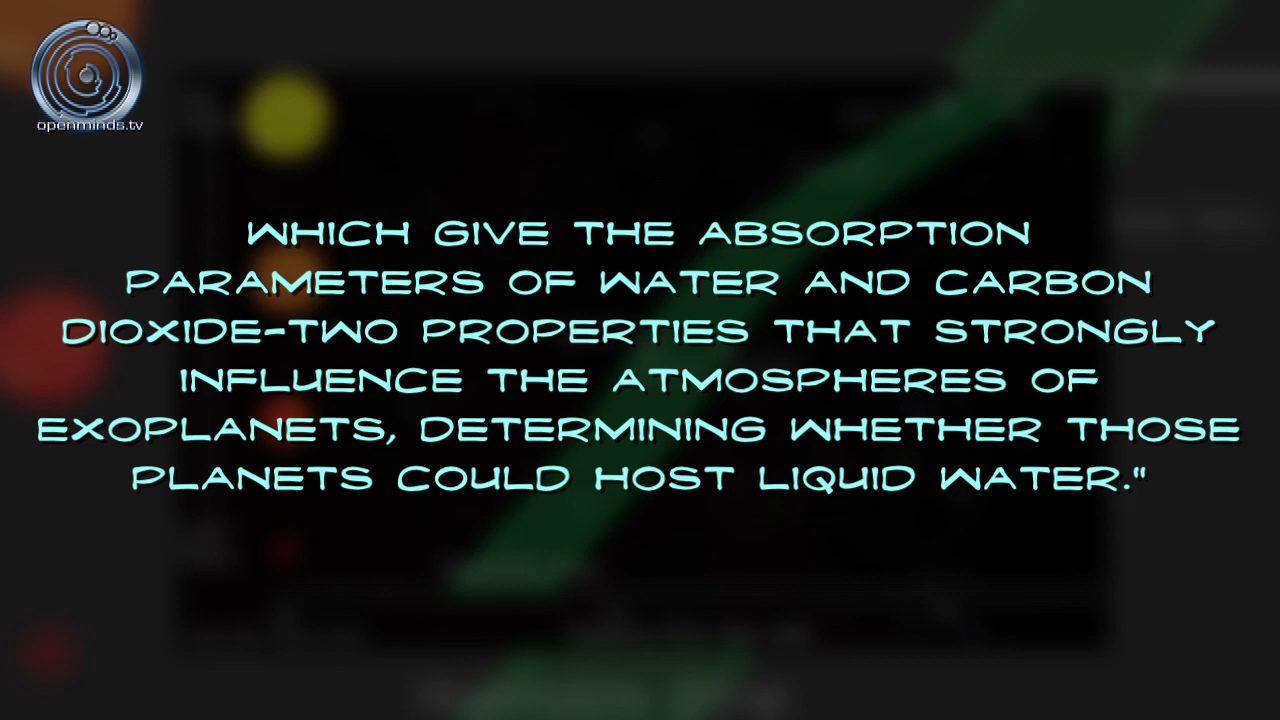 openminds.tv
WHICH GIVE THE ABSORPTION
PARAMETERS OF WATER AND CARBON
DIOXIDE-TWO PROPERTIES THAT STRONGLY
INFLUENCE THE ATMOSPHERES OF
EXOPLANETS, DETERMINING WHETHER THOSE
PLANETS COULD HOST LIQUID WATER."